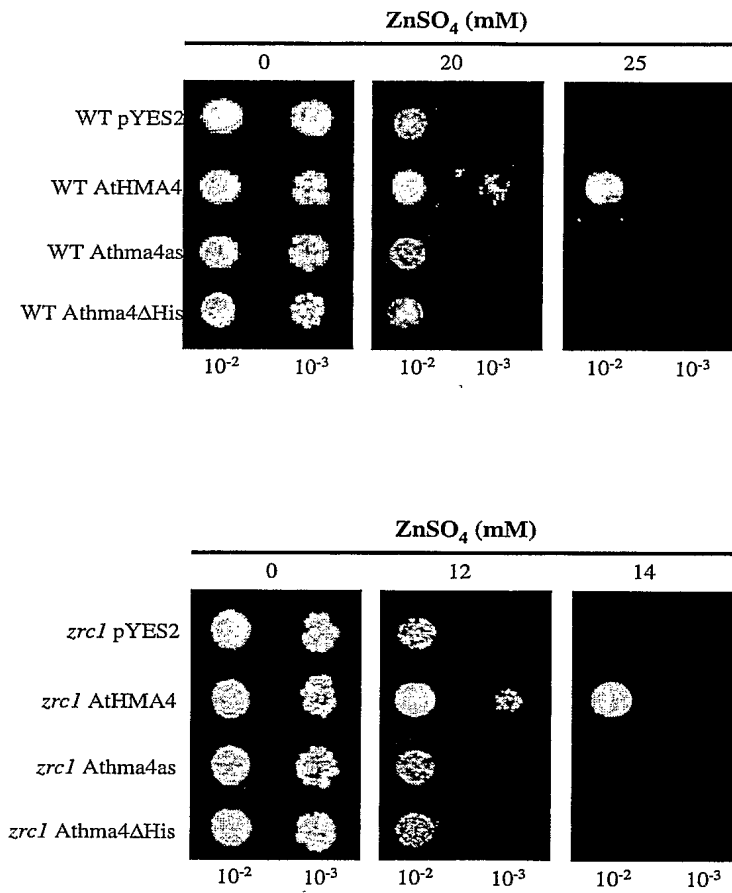 ZnSO₄ (mM)
0 20 25
WT pYES2
WT AtHMA4
WT Athma4as
WT Athma4ΔHis
10⁻² 10⁻³ 10⁻² 10⁻³ 10⁻² 10⁻³
ZnSO₄ (mM)
0 12 14
zrc1 pYES2
zrc1 AtHMA4
zrc1 Athma4as
zrc1 Athma4ΔHis
10⁻² 10⁻³ 10⁻² 10⁻³ 10⁻² 10⁻³